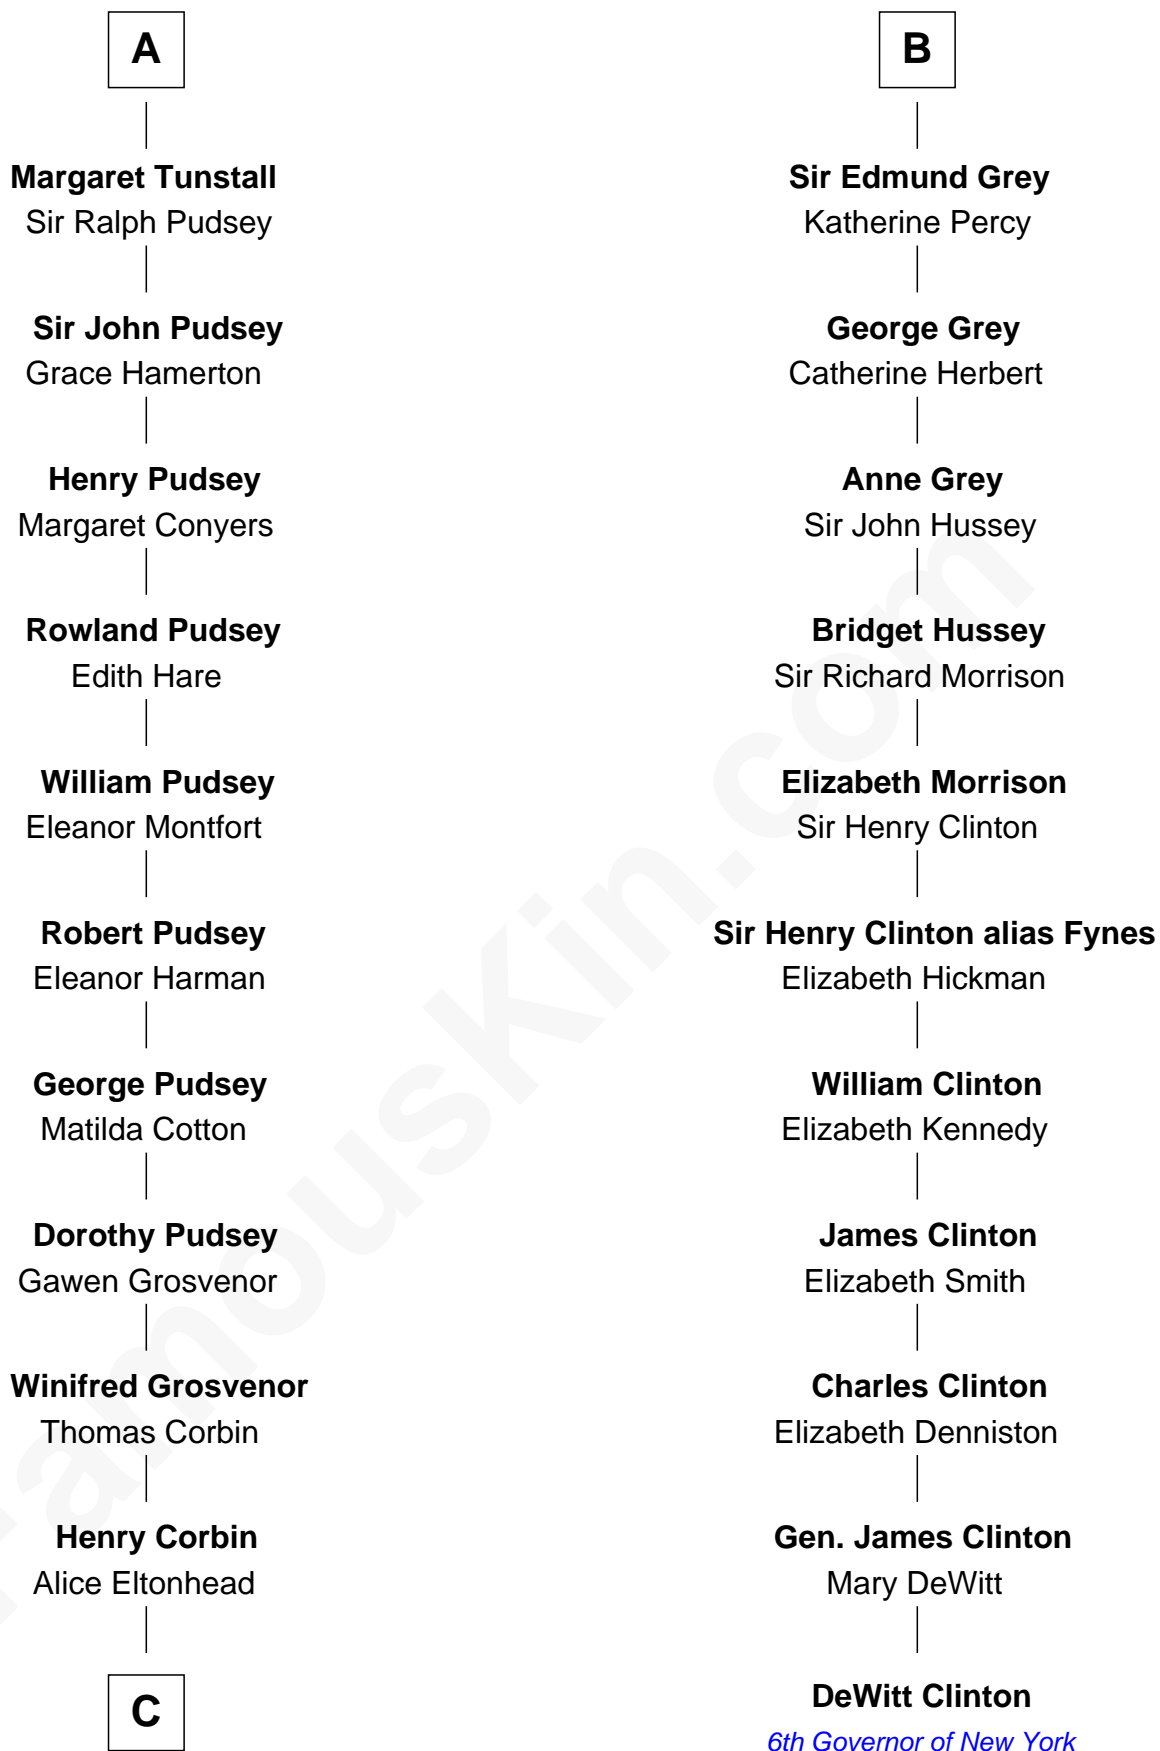 A
Margaret Tunstall
Sir Ralph Pudsey
Sir John Pudsey
Grace Hamerton
Henry Pudsey
Margaret Conyers
Rowland Pudsey
Edith Hare
William Pudsey
Eleanor Montfort
Robert Pudsey
Eleanor Harman
George Pudsey
Matilda Cotton
Dorothy Pudsey
Gawen Grosvenor
Winifred Grosvenor
Thomas Corbin
Henry Corbin
Alice Eltonhead
C
B
Sir Edmund Grey
Katherine Percy
George Grey
Catherine Herbert
Anne Grey
Sir John Hussey
Bridget Hussey
Sir Richard Morrison
Elizabeth Morrison
Sir Henry Clinton
Sir Henry Clinton alias Fynes
Elizabeth Hickman
William Clinton
Elizabeth Kennedy
James Clinton
Elizabeth Smith
Charles Clinton
Elizabeth Denniston
Gen. James Clinton
Mary DeWitt
DeWitt Clinton
6th Governor of New York
FamousKin.com